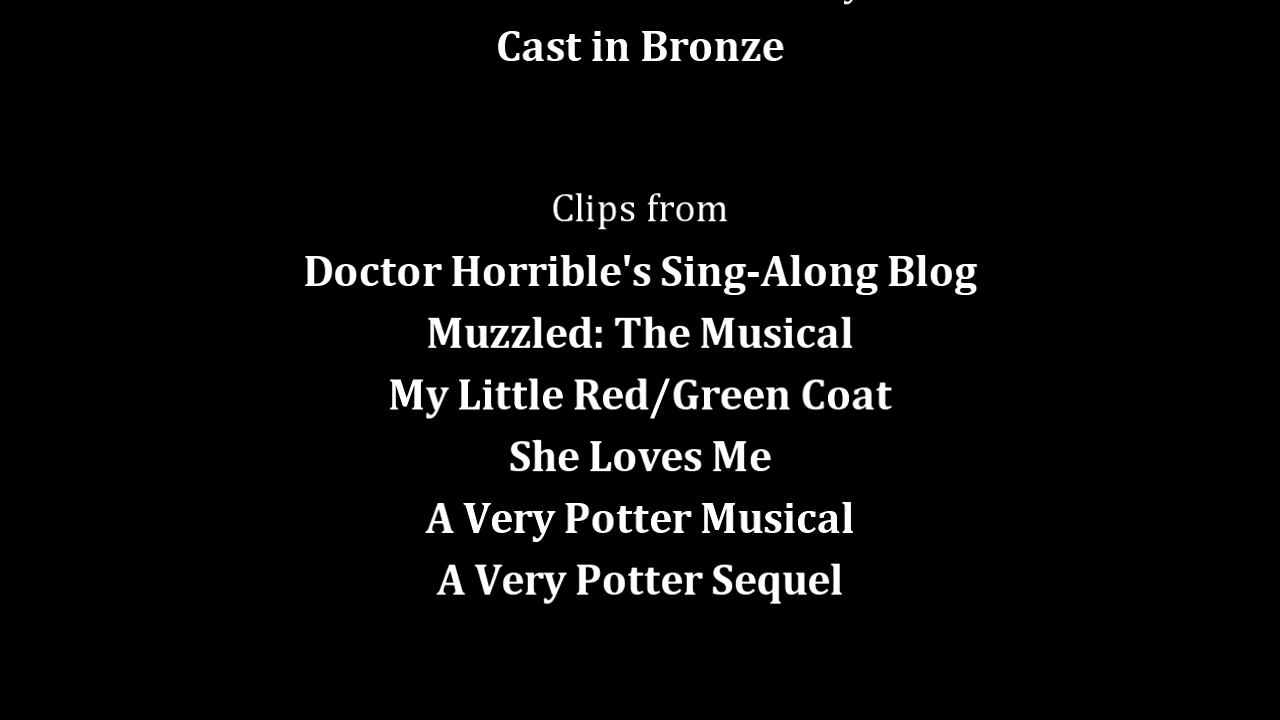 Cast in Bronze
Clips from
Doctor Horrible's Sing-Along Blog
Muzzled: The Musical
My Little Red/Green Coat
She Loves Me
A Very Potter Musical
A Very Potter Sequel